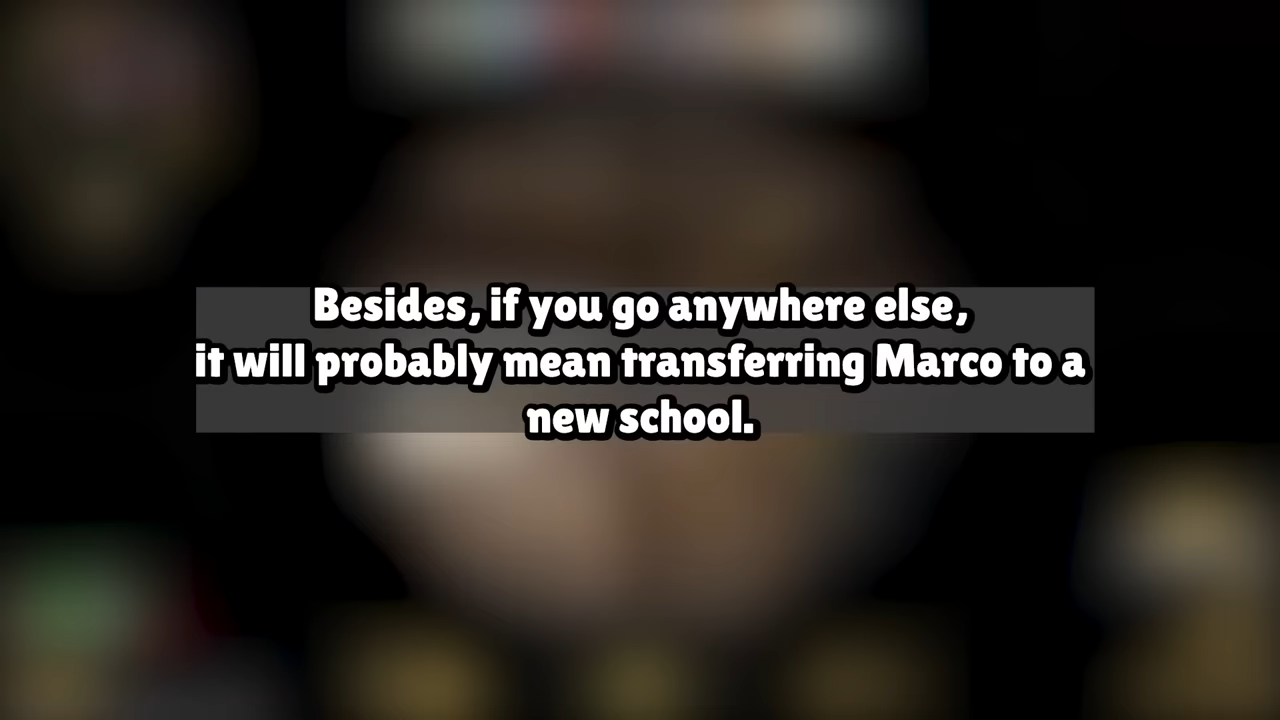 Besides, if you go anywhere else,
it will probably mean transferring Marco to a
new school.